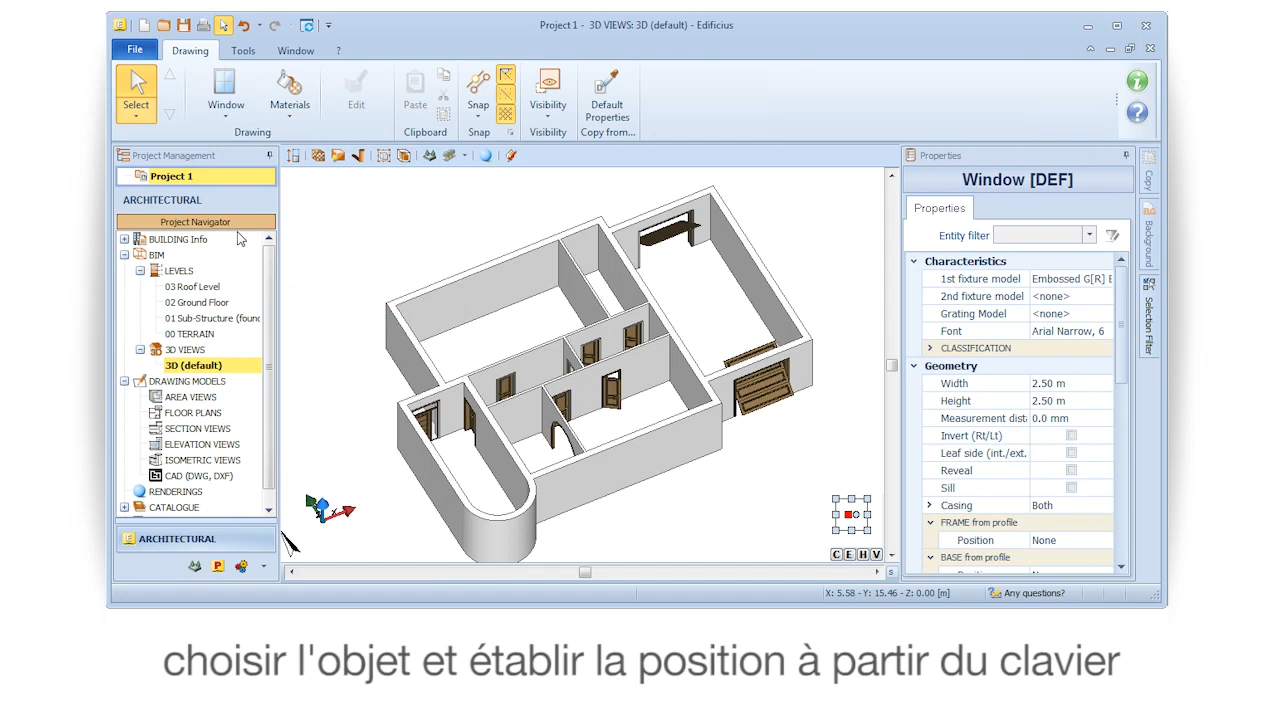 Project 1 - 3D VIEWS: 3D (default) - Edificius
File
Drawing
Tools
Window
?
Select
Window
Materials
Edit
Paste
Snap
Visibility
Default Properties
Drawing
Clipboard
Snap
Visibility
Copy from...
Project Management
Project 1
ARCHITECTURAL
Project Navigator
BUILDING Info
BIM
LEVELS
03 Roof Level
02 Ground Floor
01 Sub-Structure (foun
00 TERRAIN
3D VIEWS
3D (default)
DRAWING MODELS
AREA VIEWS
FLOOR PLANS
SECTION VIEWS
ELEVATION VIEWS
ISOMETRIC VIEWS
CAD (DWG, DXF)
RENDERINGS
CATALOGUE
ARCHITECTURAL
C E H V
s
Properties
Window [DEF]
Properties
Entity filter
Characteristics
1st fixture model Embossed G[R] E
2nd fixture model <none>
Grating Model <none>
Font Arial Narrow, 6
CLASSIFICATION
Geometry
Width 2.50 m
Height 2.50 m
Measurement dist 0.0 mm
Invert (Rt/Lt)
Leaf side (int./ext.
Reveal
Sill
Casing Both
FRAME from profile
Position None
BASE from profile
Copy
Background
Selection Filter
X: 5.58 - Y: 15.46 - Z: 0.00 [m]
Any questions?
choisir l'objet et établir la position à partir du clavier